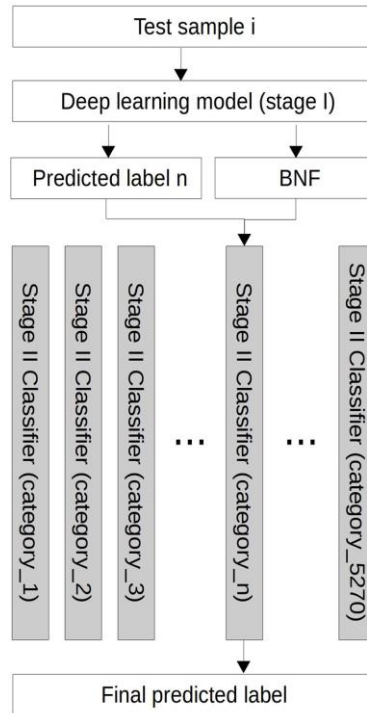 Test sample i
Deep learning model (stage I)
Predicted label n
BNF
Stage II Classifier (category_1)
Stage II Classifier (category_2)
Stage II Classifier (category_3)
...
Stage II Classifier (category_n)
...
Stage II Classifier (category_5270)
Final predicted label